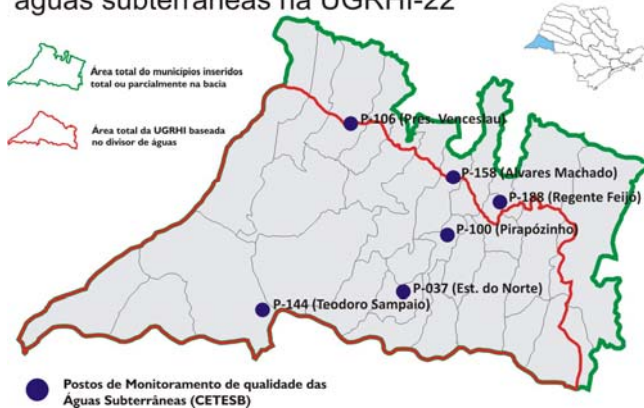 águas subterrâneas na UGRHI-22
Área total do municípios inseridos
total ou parcialmente na bacia
Área total da UGRHI baseada
no divisor de águas
P-106 (Pres. Venceslau)
P-158 (Alvares Machado)
P-188 (Regente Feijó)
P-100 (Pirapózinho)
P-037 (Est. do Norte)
P-144 (Teodoro Sampaio)
Postos de Monitoramento de qualidade das
Águas Subterrâneas (CETESB)